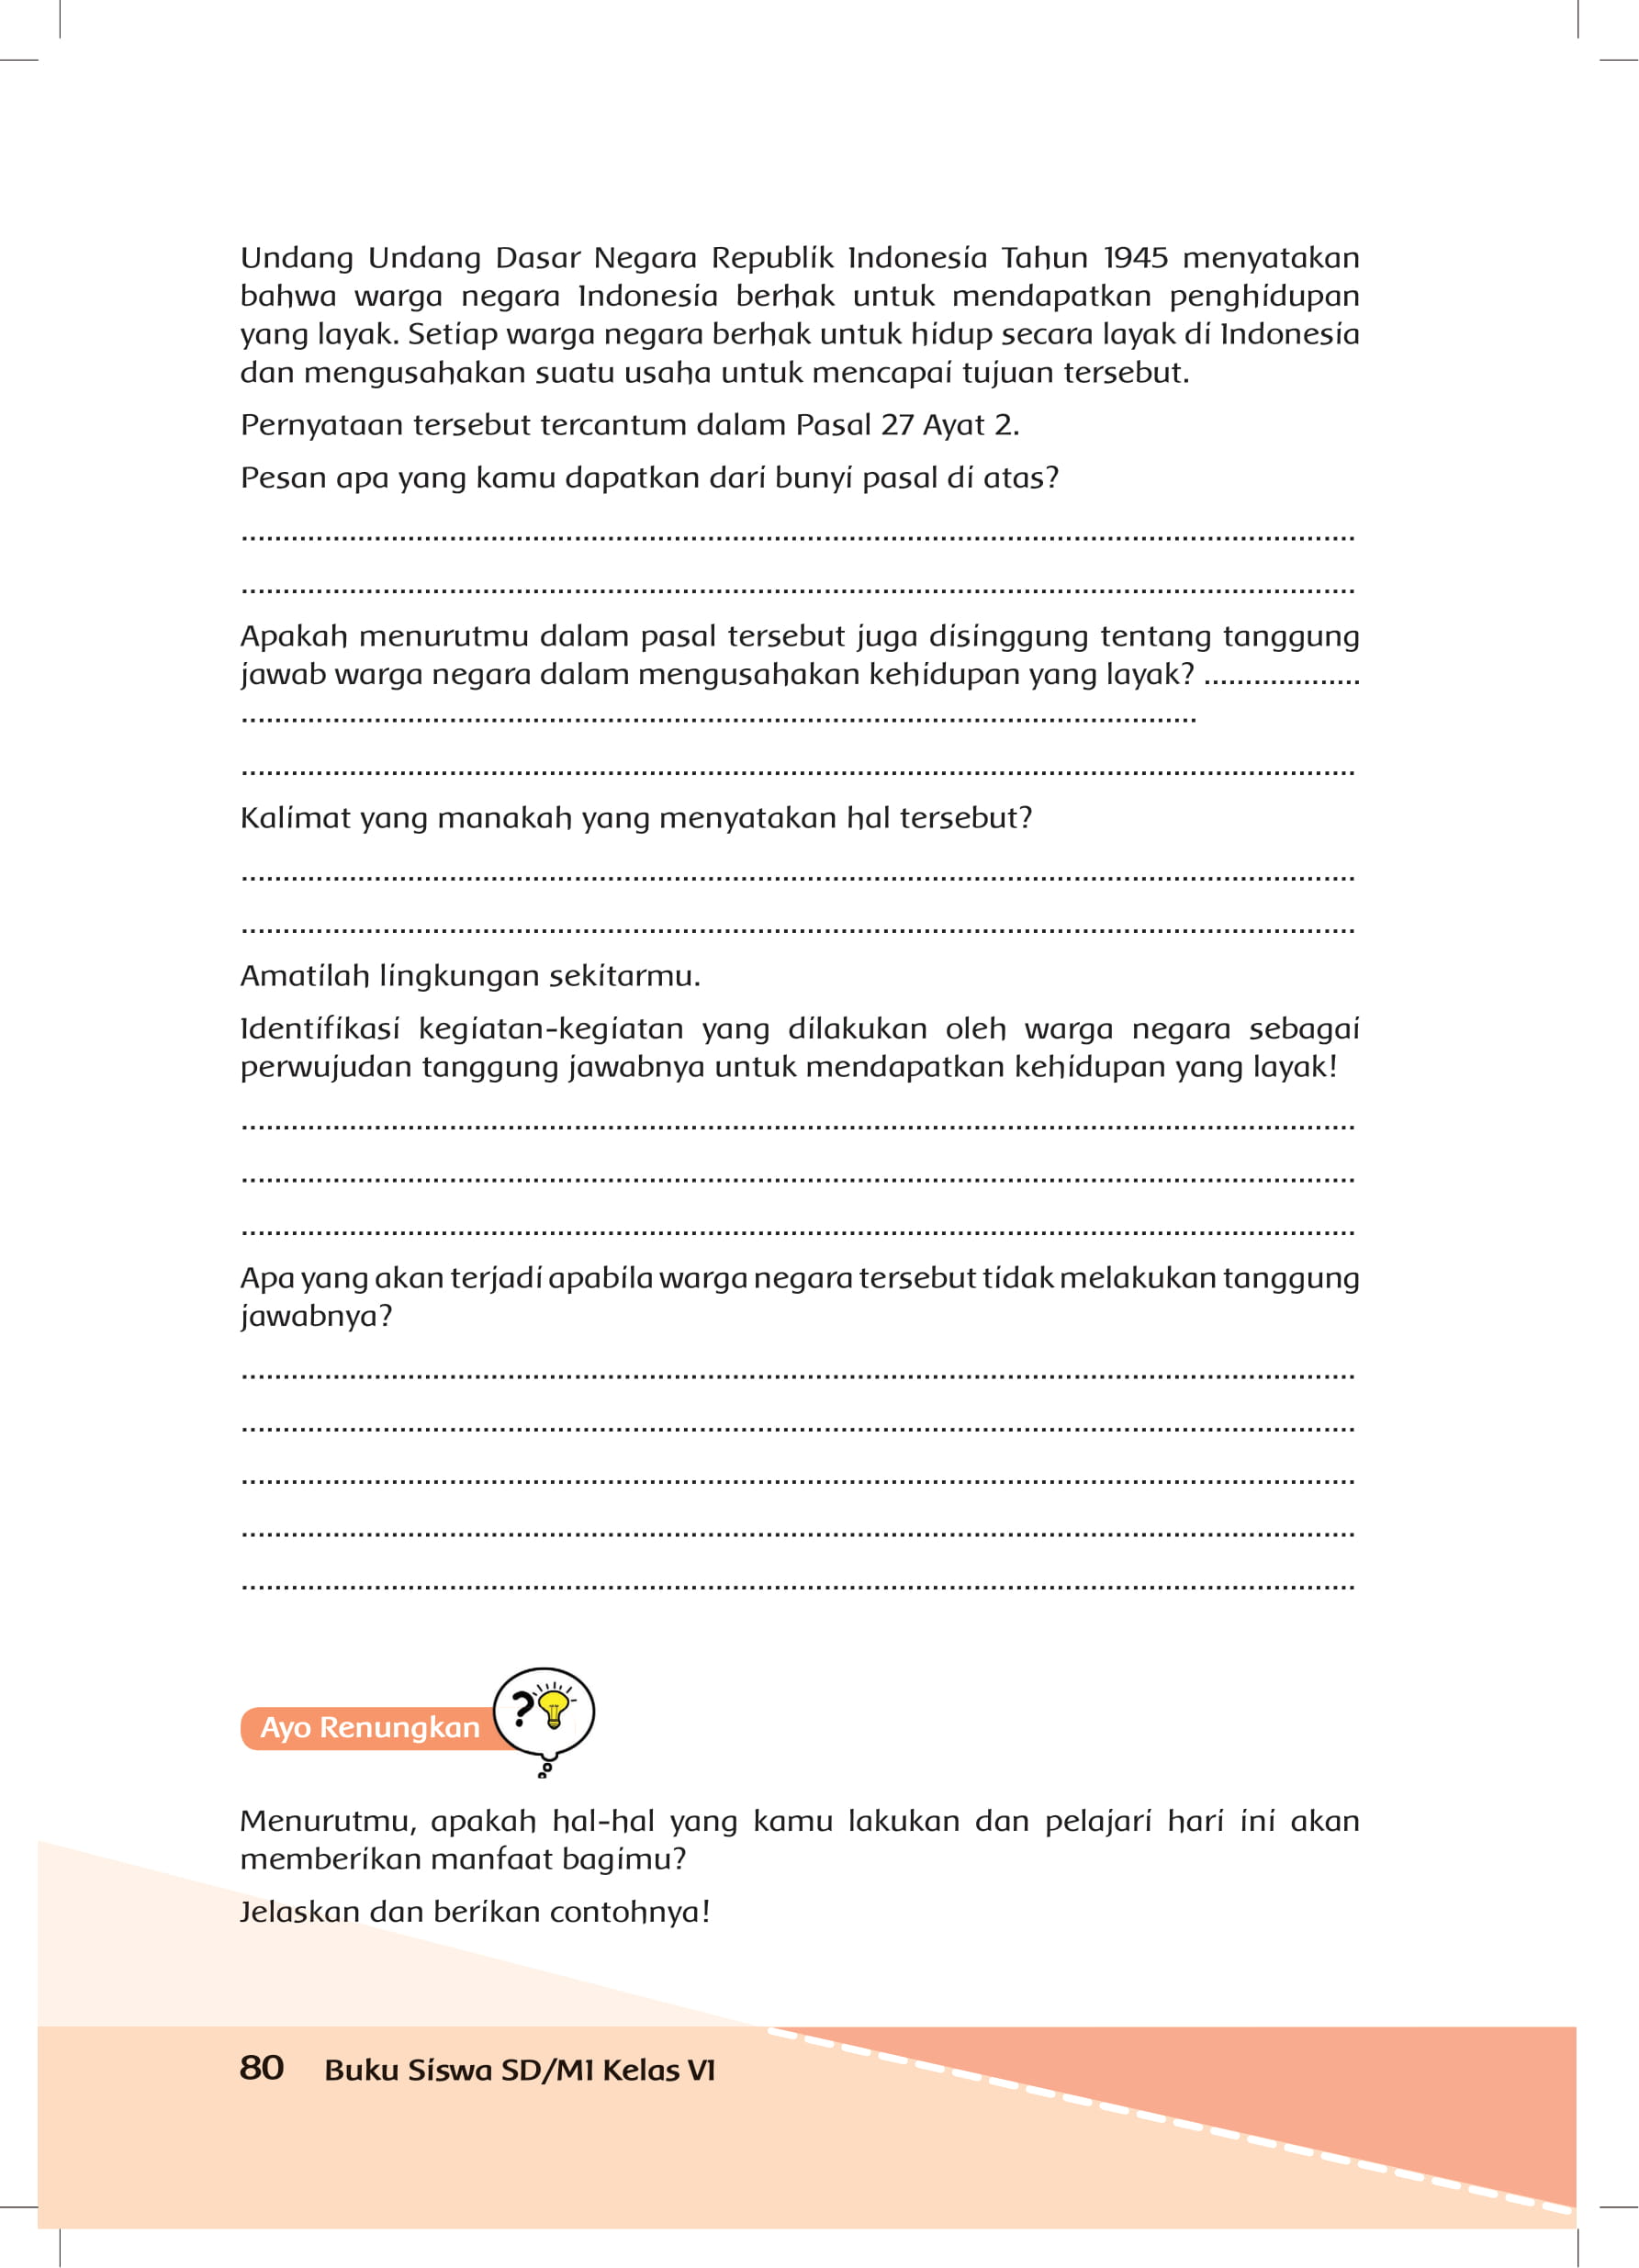 Undang Undang Dasar Negara Republik Indonesia Tahun 1945 menyatakan
bahwa warga negara Indonesia berhak untuk mendapatkan penghidupan
yang layak. Setiap warga negara berhak untuk hidup secara layak di Indonesia
dan mengusahakan suatu usaha untuk mencapai tujuan tersebut.
Pernyataan tersebut tercantum dalam Pasal 27 Ayat 2.
Pesan apa yang kamu dapatkan dari bunyi pasal di atas?
Apakah menurutmu dalam pasal tersebut juga disinggung tentang tanggung
jawab warga negara dalam mengusahakan kehidupan yang layak? ...................
Kalimat yang manakah yang menyatakan hal tersebut?
Amatilah lingkungan sekitarmu.
Identifikasi kegiatan-kegiatan yang dilakukan oleh warga negara sebagai
perwujudan tanggung jawabnya untuk mendapatkan kehidupan yang layak!
Apa yang akan terjadi apabila warga negara tersebut tidak melakukan tanggung
jawabnya?
Ayo Renungkan
?
Menurutmu, apakah hal-hal yang kamu lakukan dan pelajari hari ini akan
memberikan manfaat bagimu?
Jelaskan dan berikan contohnya!
80 Buku Siswa SD/MI Kelas VI